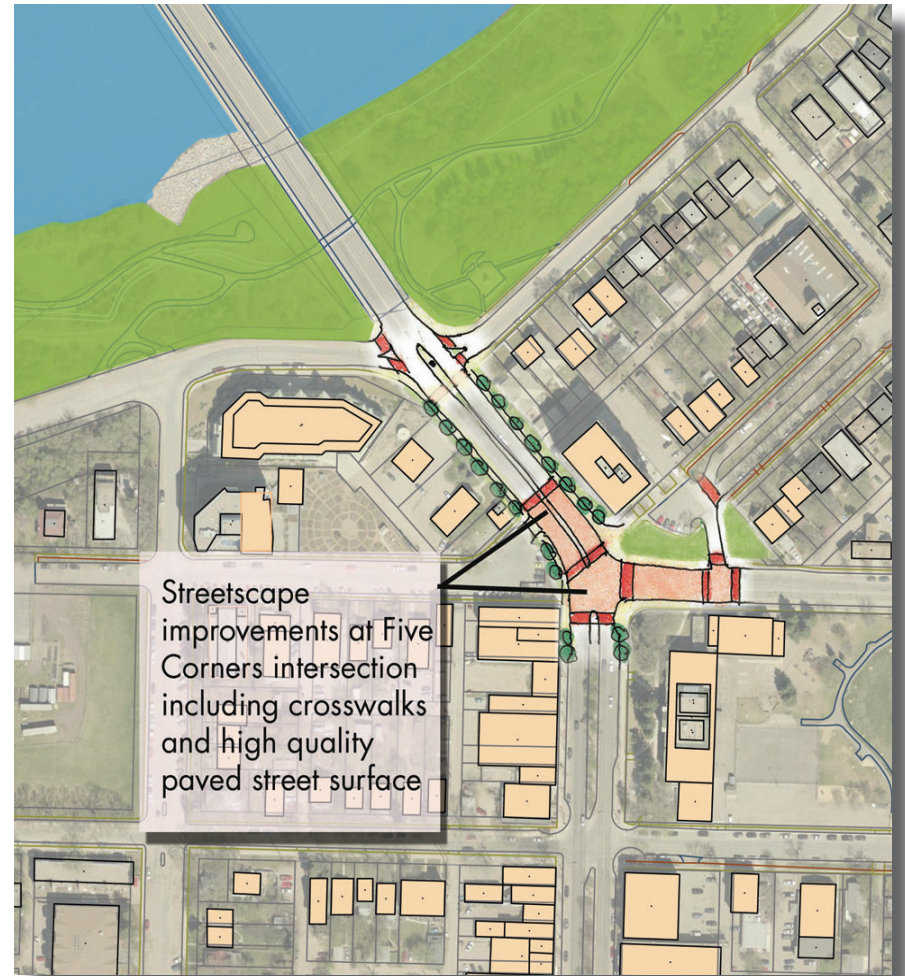 Streetscape
improvements at Five
Corners intersection
including crosswalks
and high quality
paved street surface